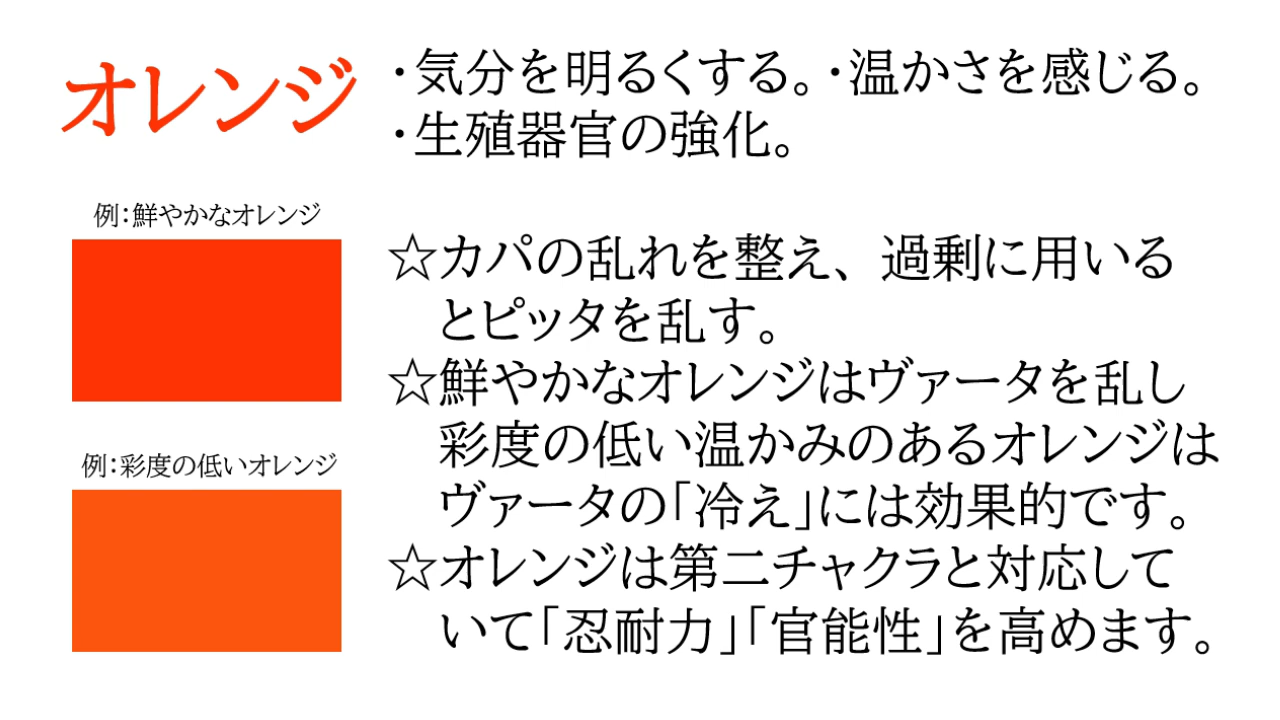 オレンジ
・気分を明るくする。・温かさを感じる。
・生殖器官の強化。
例：鮮やかなオレンジ
例：彩度の低いオレンジ
☆カパの乱れを整え、過剰に用いる
とピッタを乱す。
☆鮮やかなオレンジはヴァータを乱し
彩度の低い温かみのあるオレンジは
ヴァータの「冷え」には効果的です。
☆オレンジは第二チャクラと対応して
いて「忍耐力」「官能性」を高めます。